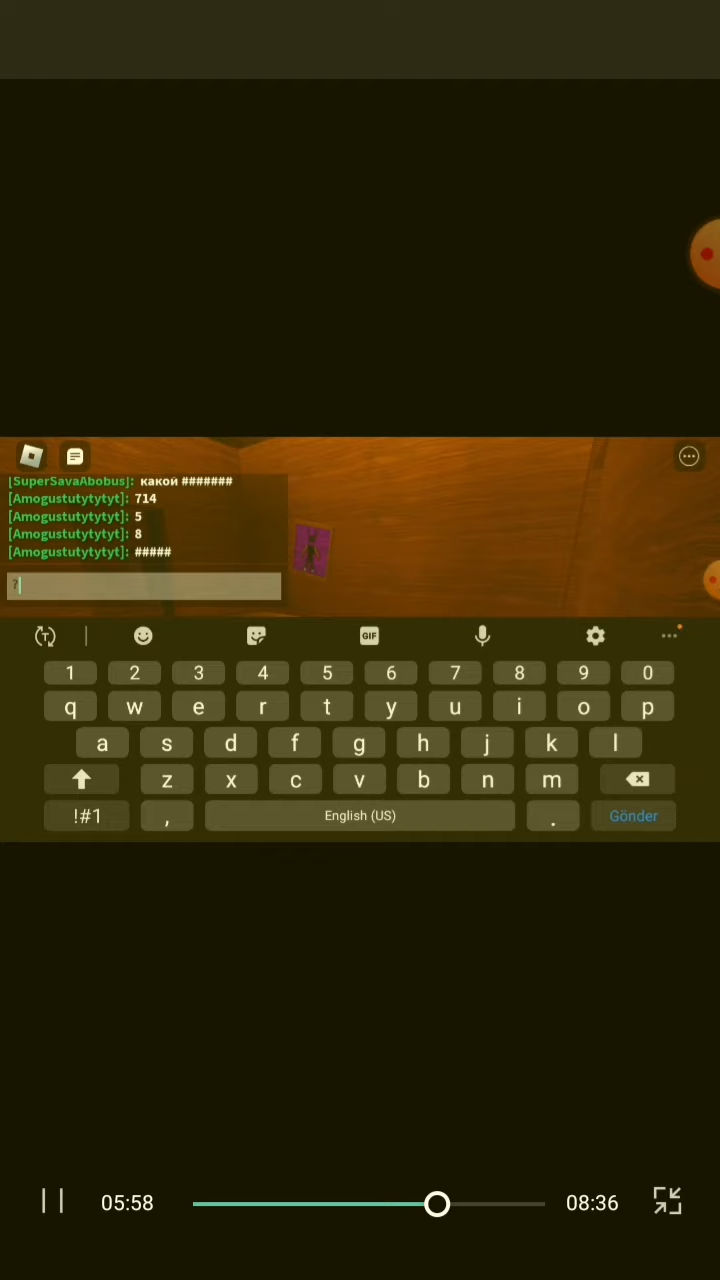 [SuperSavaAbobus]: какой #######
[Amogustutytytyt]: 714
[Amogustutytytyt]: 5
[Amogustutytytyt]: 8
[Amogustutytytyt]: #####
?
GIF
1 2 3 4 5 6 7 8 9 0
q w e r t y u i o p
a s d f g h j k l
z x c v b n m
!#1 , English (US) . Gönder
05:58 08:36